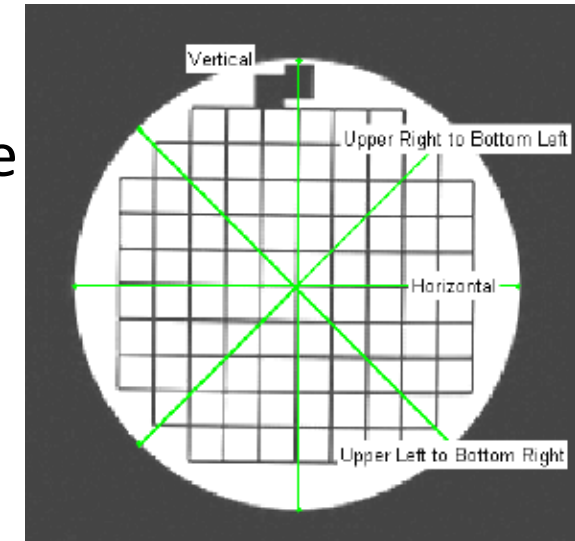 Vertical
Upper Right to Bottom Left
e
Horizontal
Upper Left to Bottom Right